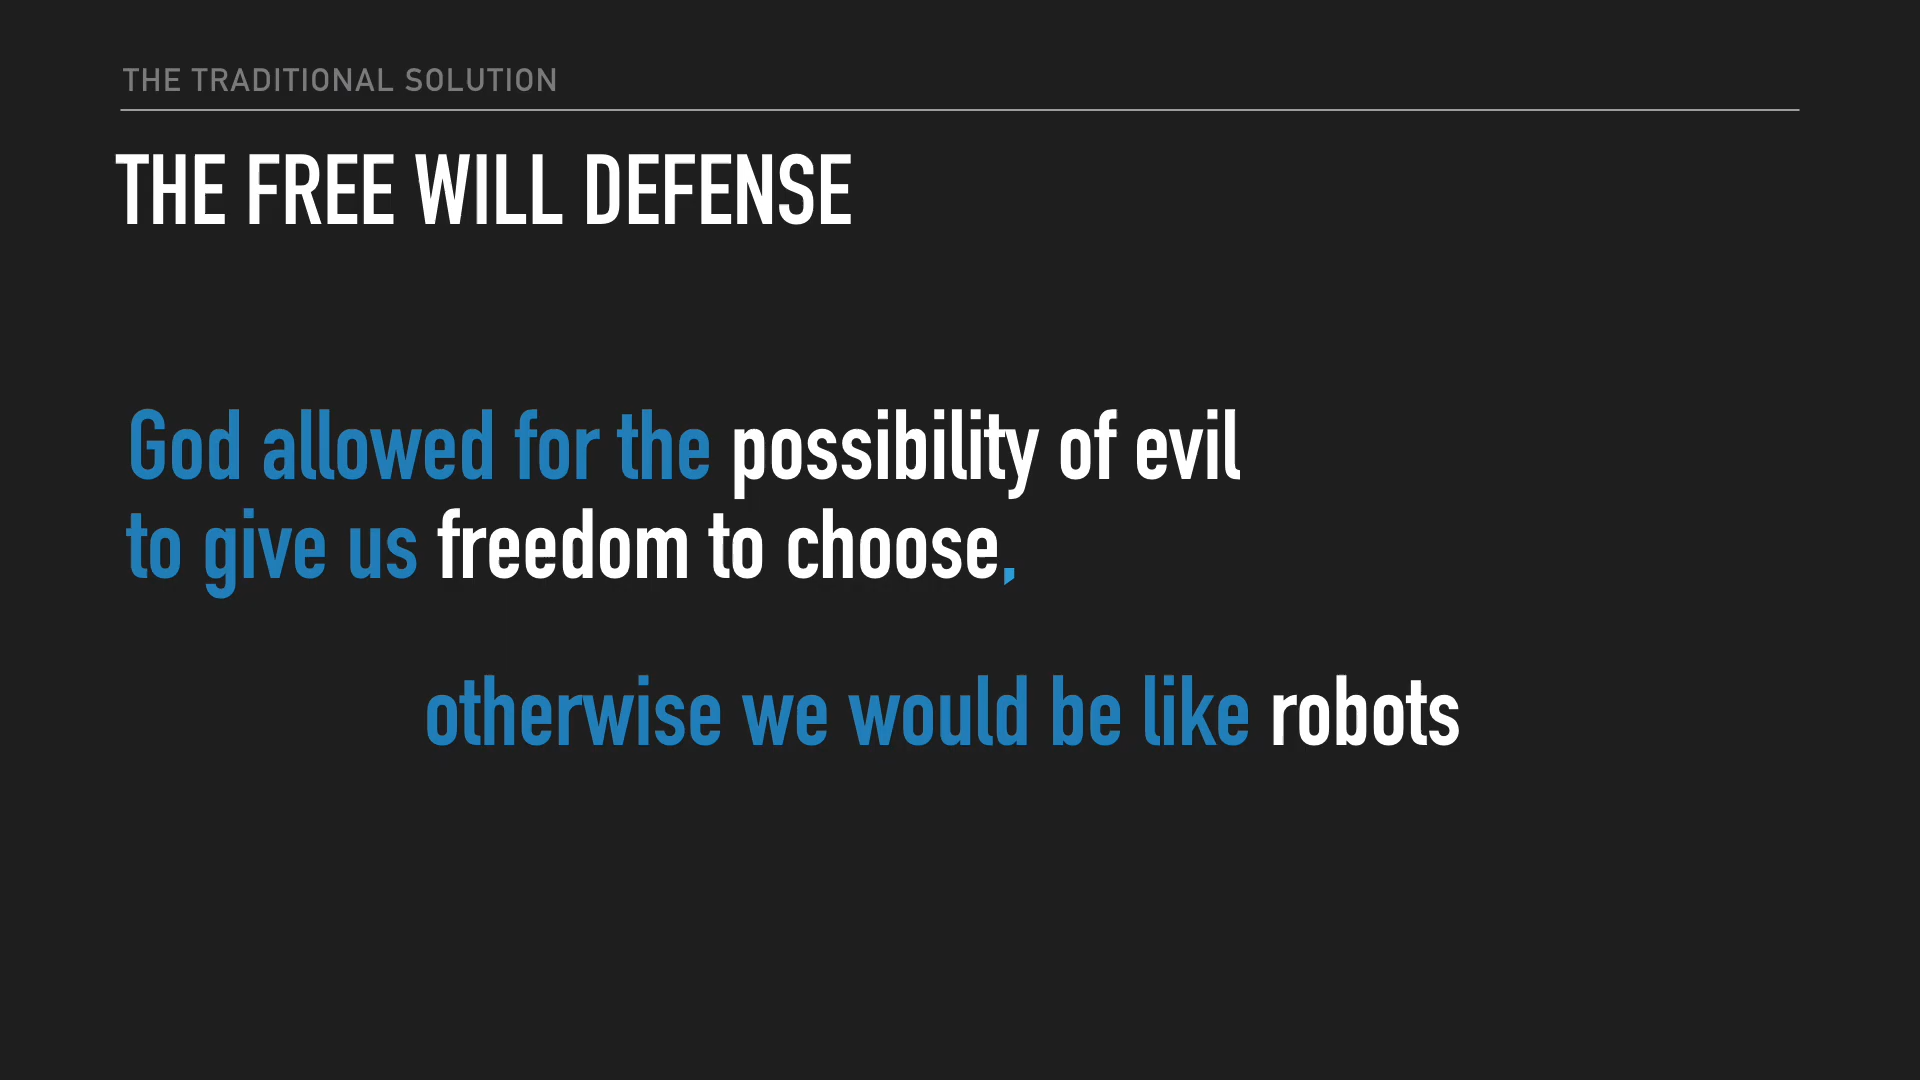 THE TRADITIONAL SOLUTION
THE FREE WILL DEFENSE
God allowed for the possibility of evil
to give us freedom to choose,
otherwise we would be like robots